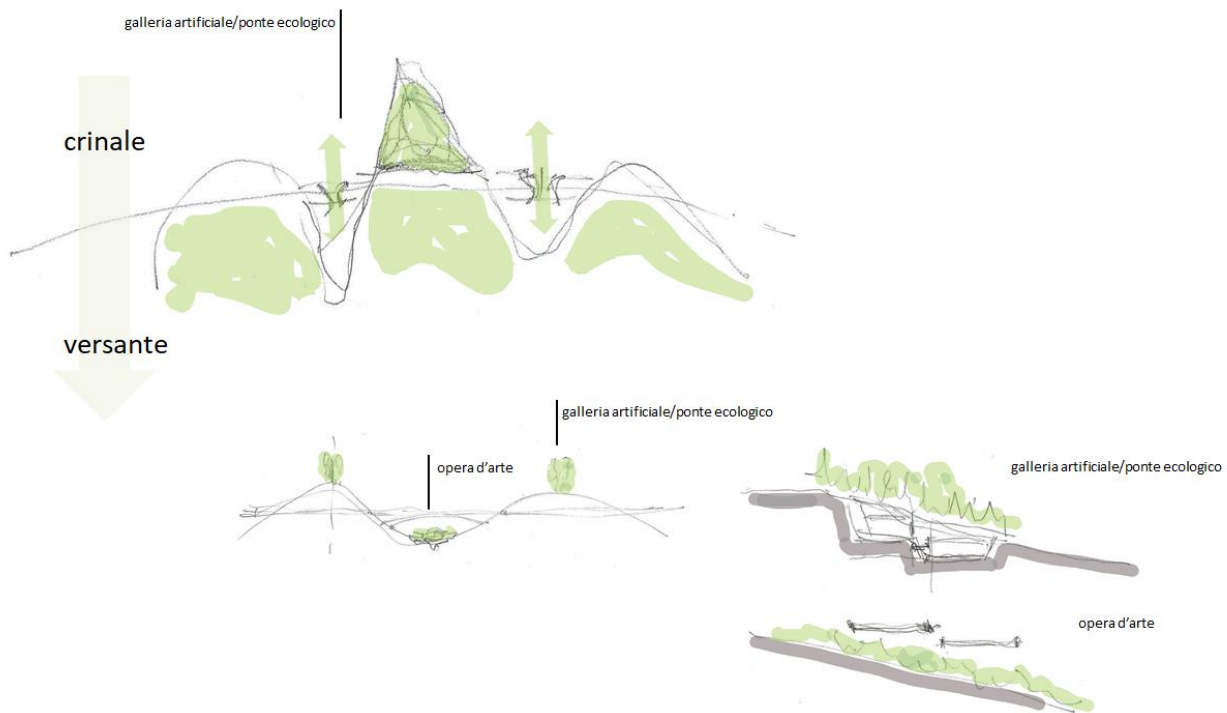 galleria artificiale/ponte ecologico
crinale
versante
galleria artificiale/ponte ecologico
opera d'arte
galleria artificiale/ponte ecologico
opera d'arte